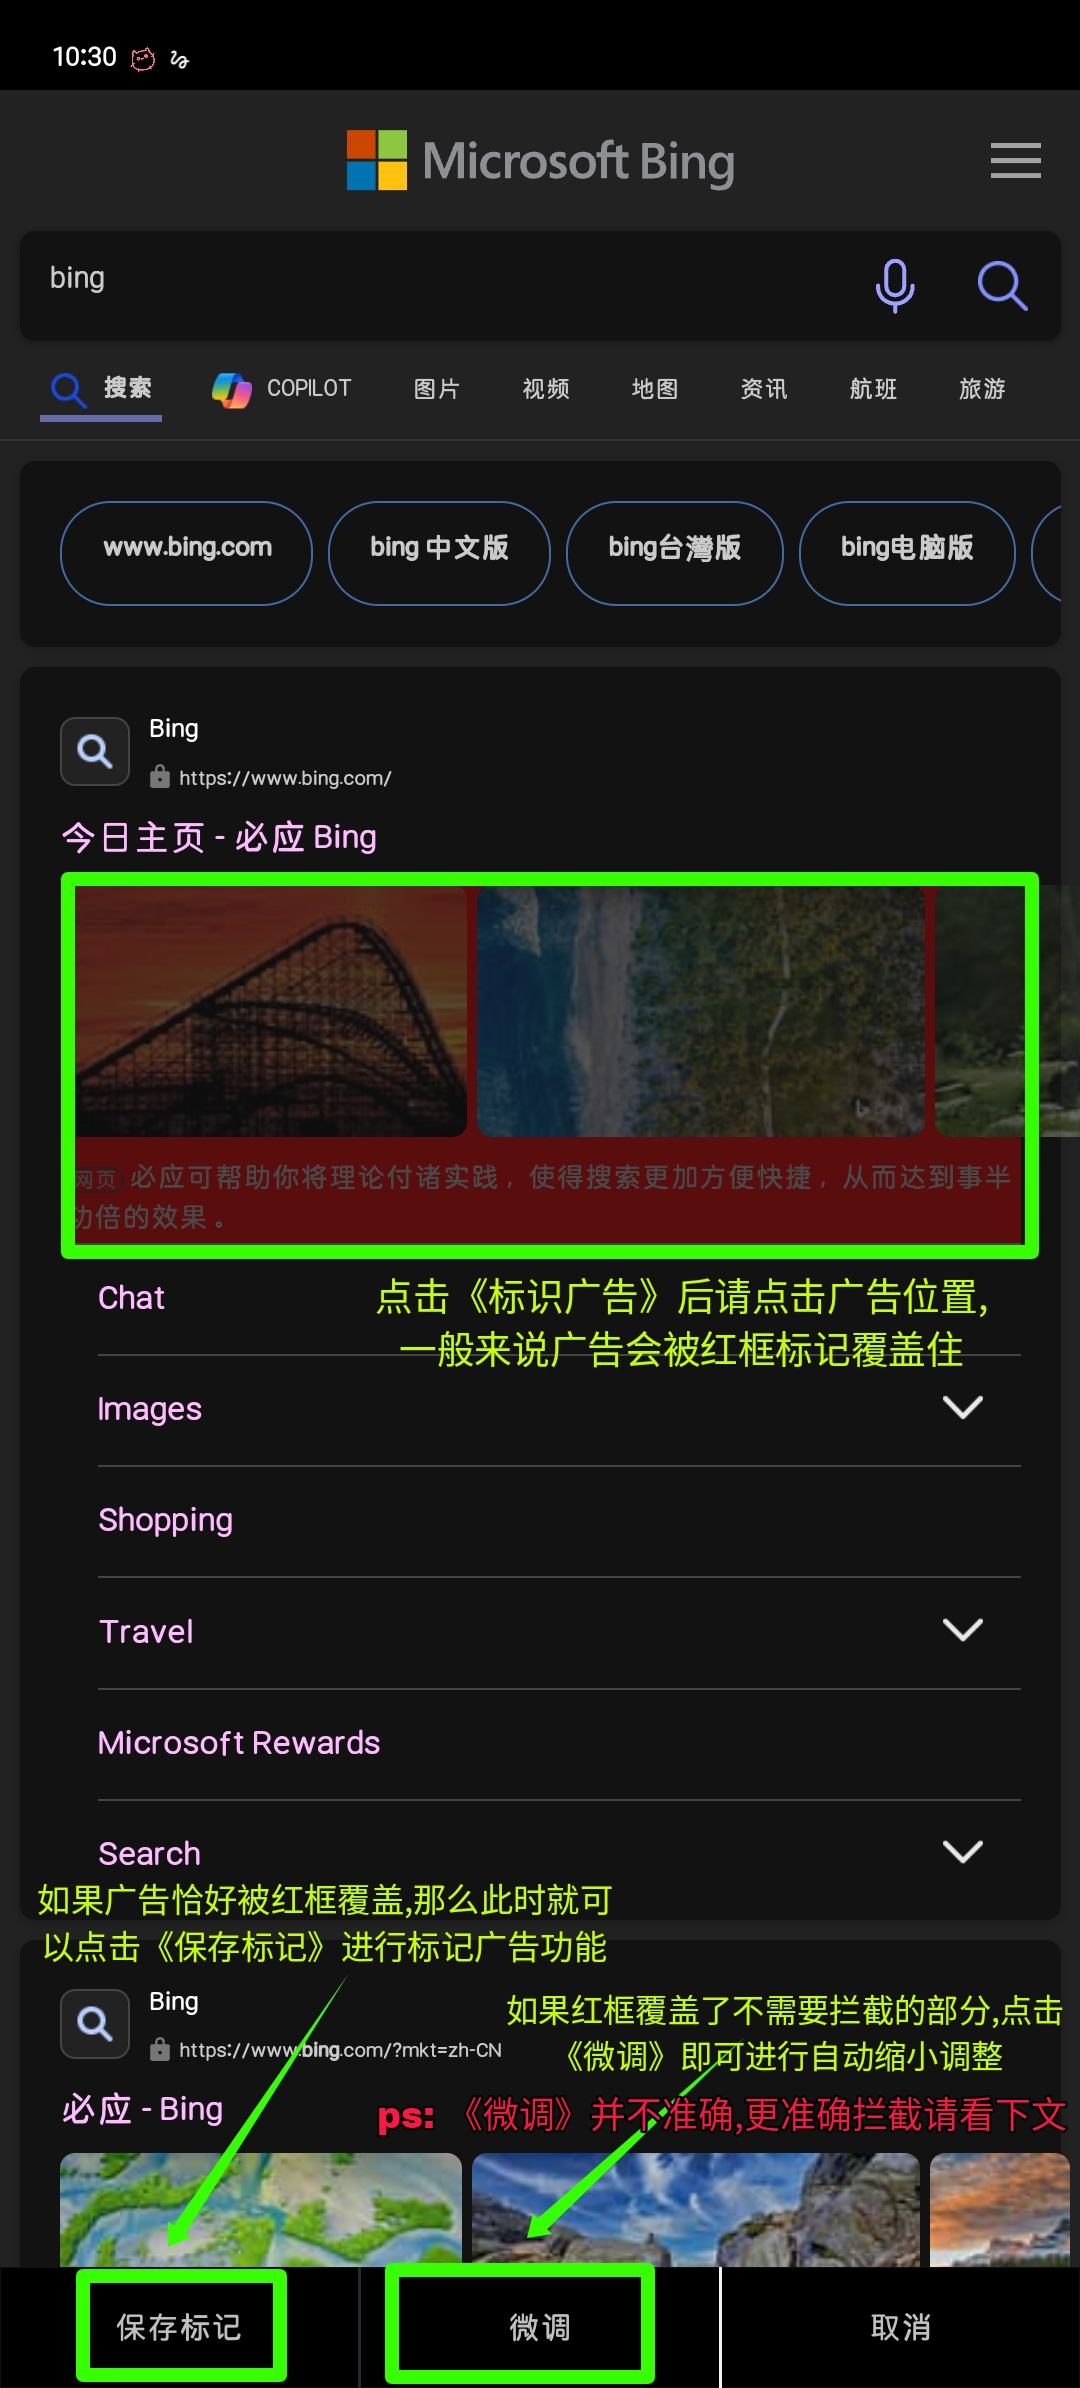 10:30
Microsoft Bing
bing
搜索 COPILOT 图片 视频 地图 资讯 航班 旅游
www.bing.com bing 中文版 bing台灣版 bing电脑版
Bing
https://www.bing.com/
今日主页 - 必应 Bing
网页 必应可帮助你将理论付诸实践，使得搜索更加方便快捷，从而达到事半
功倍的效果。
Chat
点击《标识广告》后请点击广告位置,
一般来说广告会被红框标记覆盖住
Images
Shopping
Travel
Microsoft Rewards
Search
如果广告恰好被红框覆盖,那么此时就可
以点击《保存标记》进行标记广告功能
Bing
https://www.bing.com/?mkt=zh-CN
如果红框覆盖了不需要拦截的部分,点击
《微调》即可进行自动缩小调整
必应 - Bing
ps: 《微调》并不准确,更准确拦截请看下文
保存标记 微调 取消